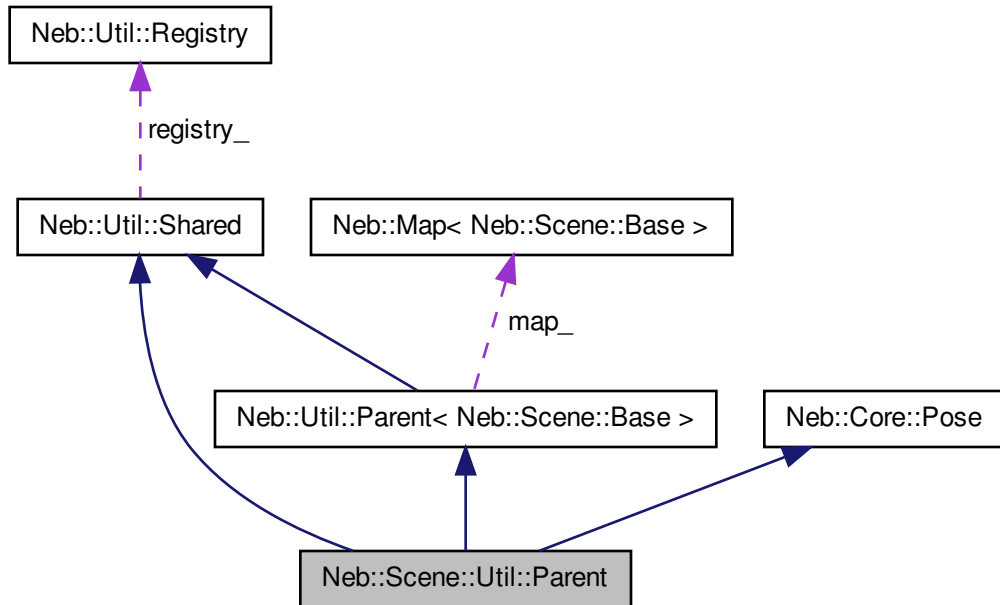 Neb::Util::Registry
registry_
Neb::Util::Shared
Neb::Map< Neb::Scene::Base >
map_
Neb::Util::Parent< Neb::Scene::Base >
Neb::Core::Pose
Neb::Scene::Util::Parent